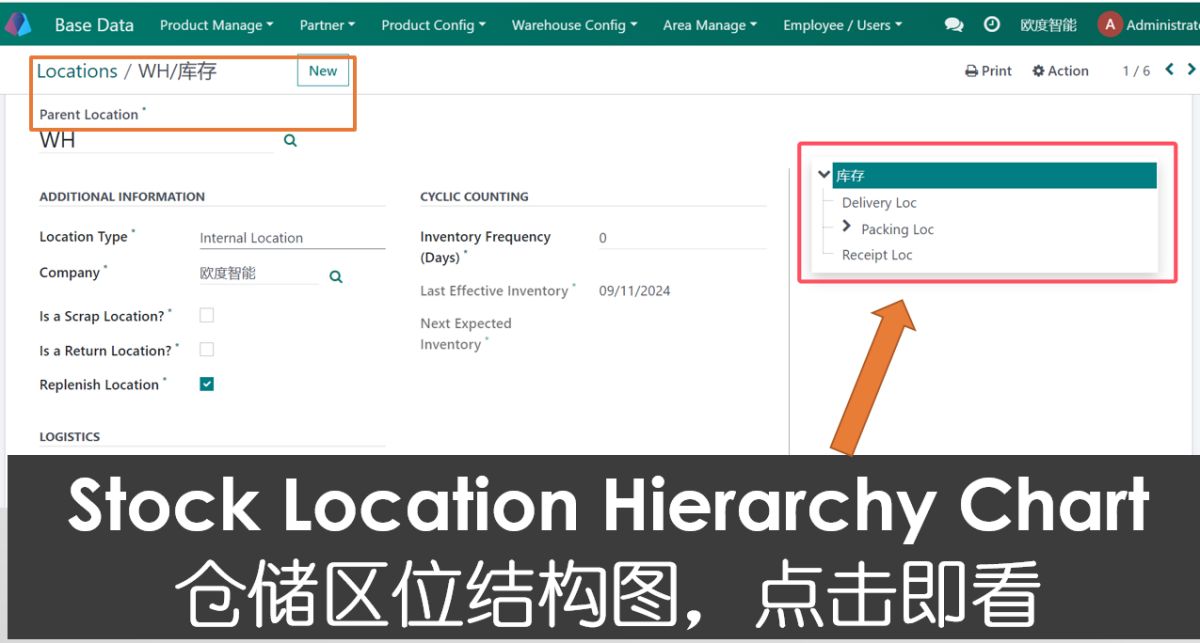 Base Data Product Manage Partner Product Config Warehouse Config Area Manage Employee / Users 欧度智能 A Administrat
Locations / WH/库存 New Print Action 1 / 6
Parent Location *
WH
库存
Delivery Loc
Packing Loc
Receipt Loc
ADDITIONAL INFORMATION
Location Type * Internal Location
Company * 欧度智能
Is a Scrap Location? *
Is a Return Location? *
Replenish Location *
CYCLIC COUNTING
Inventory Frequency 0
(Days) *
Last Effective Inventory * 09/11/2024
Next Expected
Inventory *
LOGISTICS
Stock Location Hierarchy Chart
仓储区位结构图，点击即看